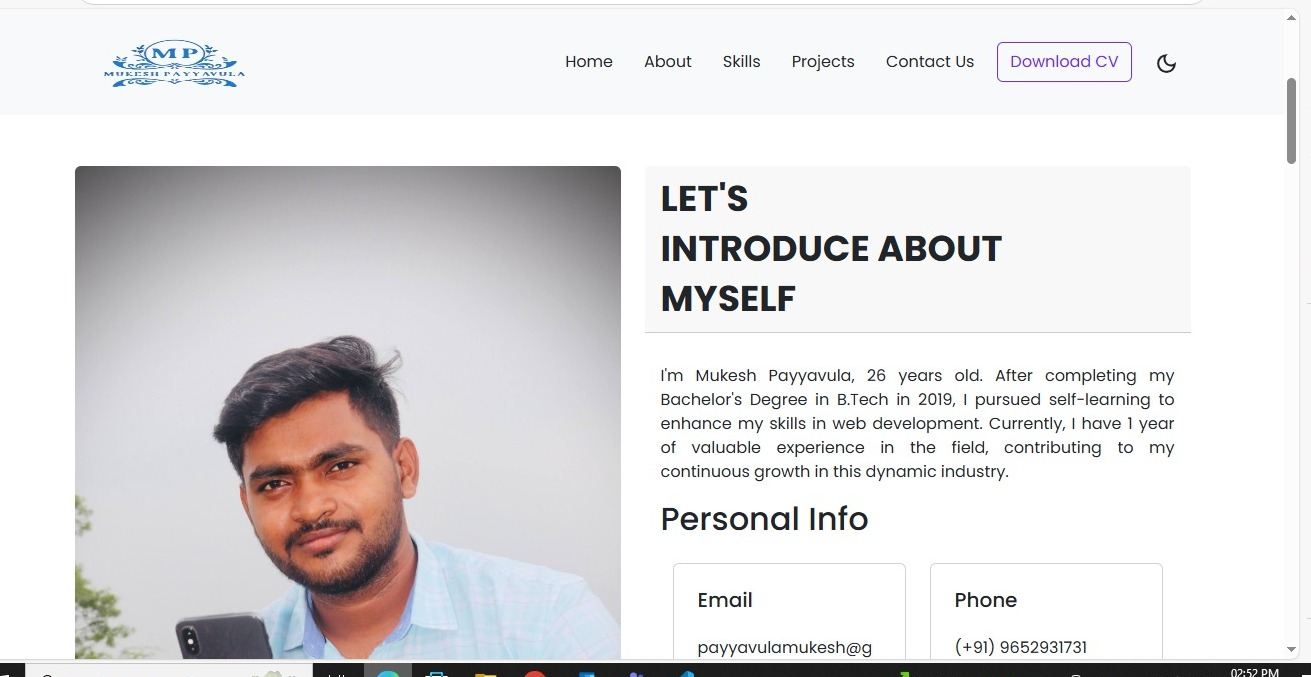 MP
MUKESH PAYYAVULA
Home About Skills Projects Contact Us Download CV
LET'S
INTRODUCE ABOUT
MYSELF
I'm Mukesh Payyavula, 26 years old. After completing my
Bachelor's Degree in B.Tech in 2019, I pursued self-learning to
enhance my skills in web development. Currently, I have 1 year
of valuable experience in the field, contributing to my
continuous growth in this dynamic industry.
Personal Info
Email
payyavulamukesh@g
Phone
(+91) 9652931731
02:52 PM